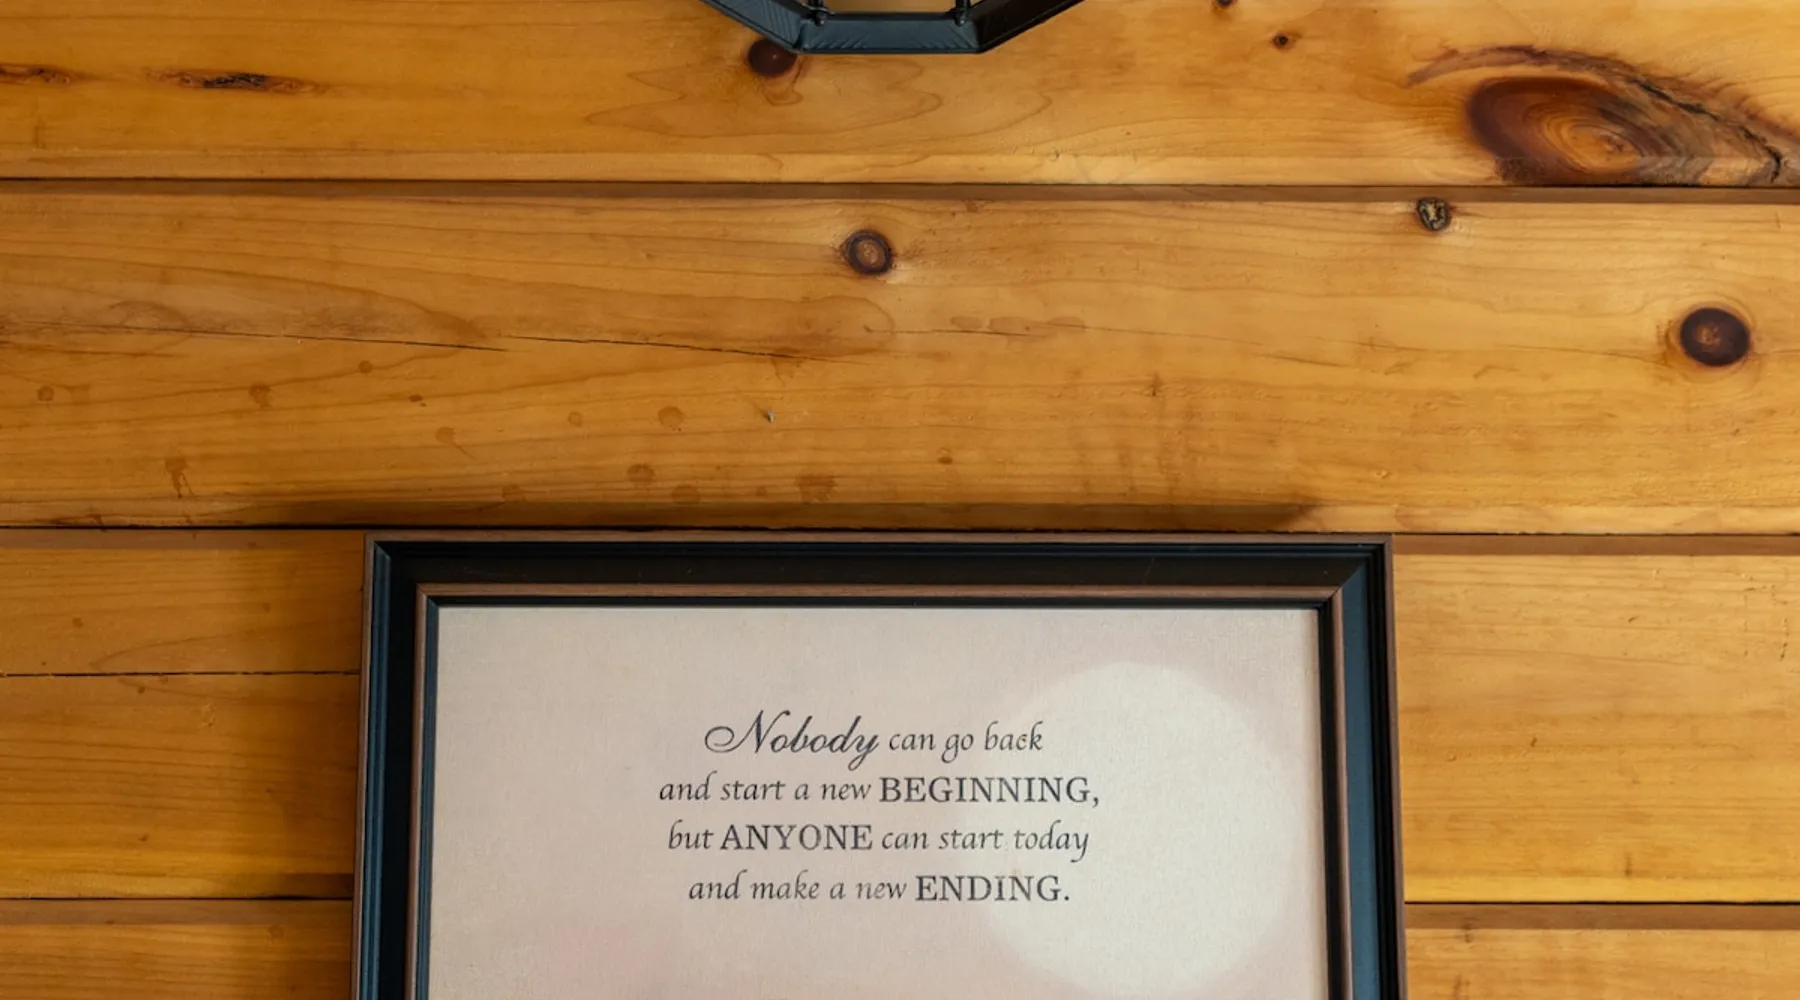 Nobody can go back
and start a new BEGINNING,
but ANYONE can start today
and make a new ENDING.